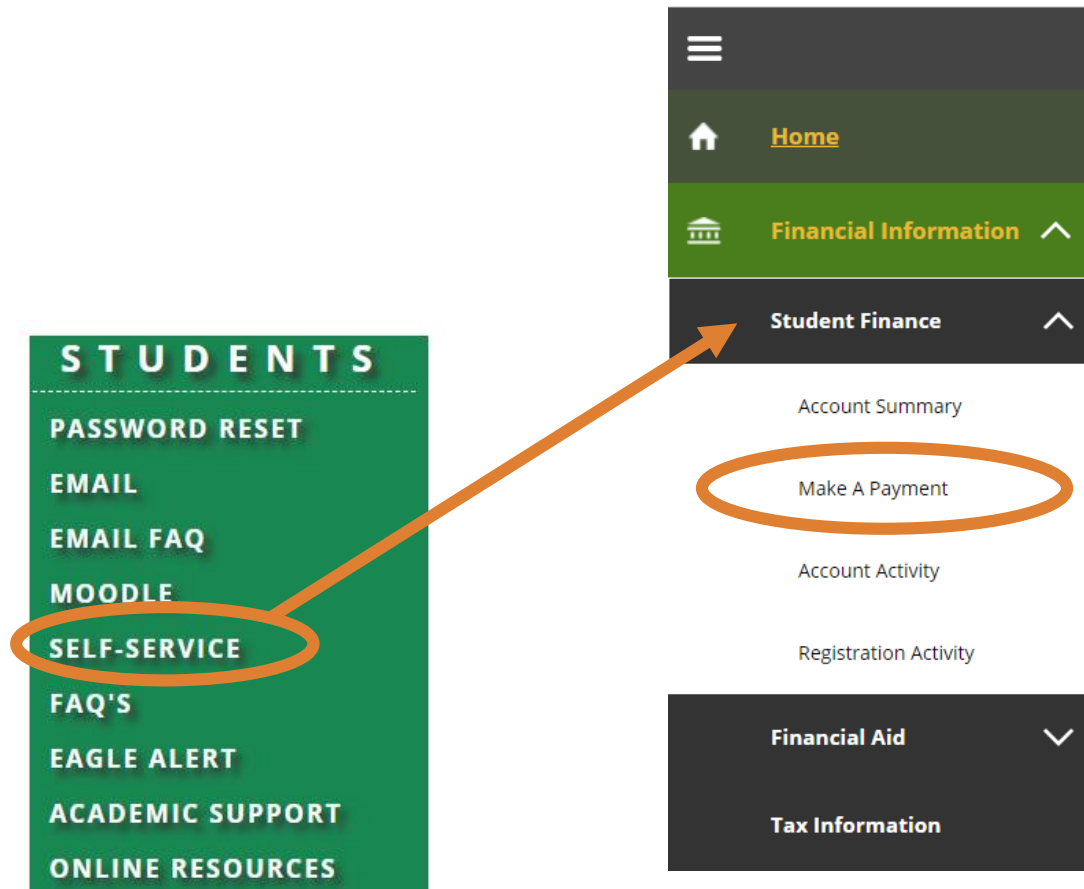 STUDENTS
PASSWORD RESET
EMAIL
EMAIL FAQ
MOODLE
SELF-SERVICE
FAQ'S
EAGLE ALERT
ACADEMIC SUPPORT
ONLINE RESOURCES
Home
Financial Information
Student Finance
Account Summary
Make A Payment
Account Activity
Registration Activity
Financial Aid
Tax Information